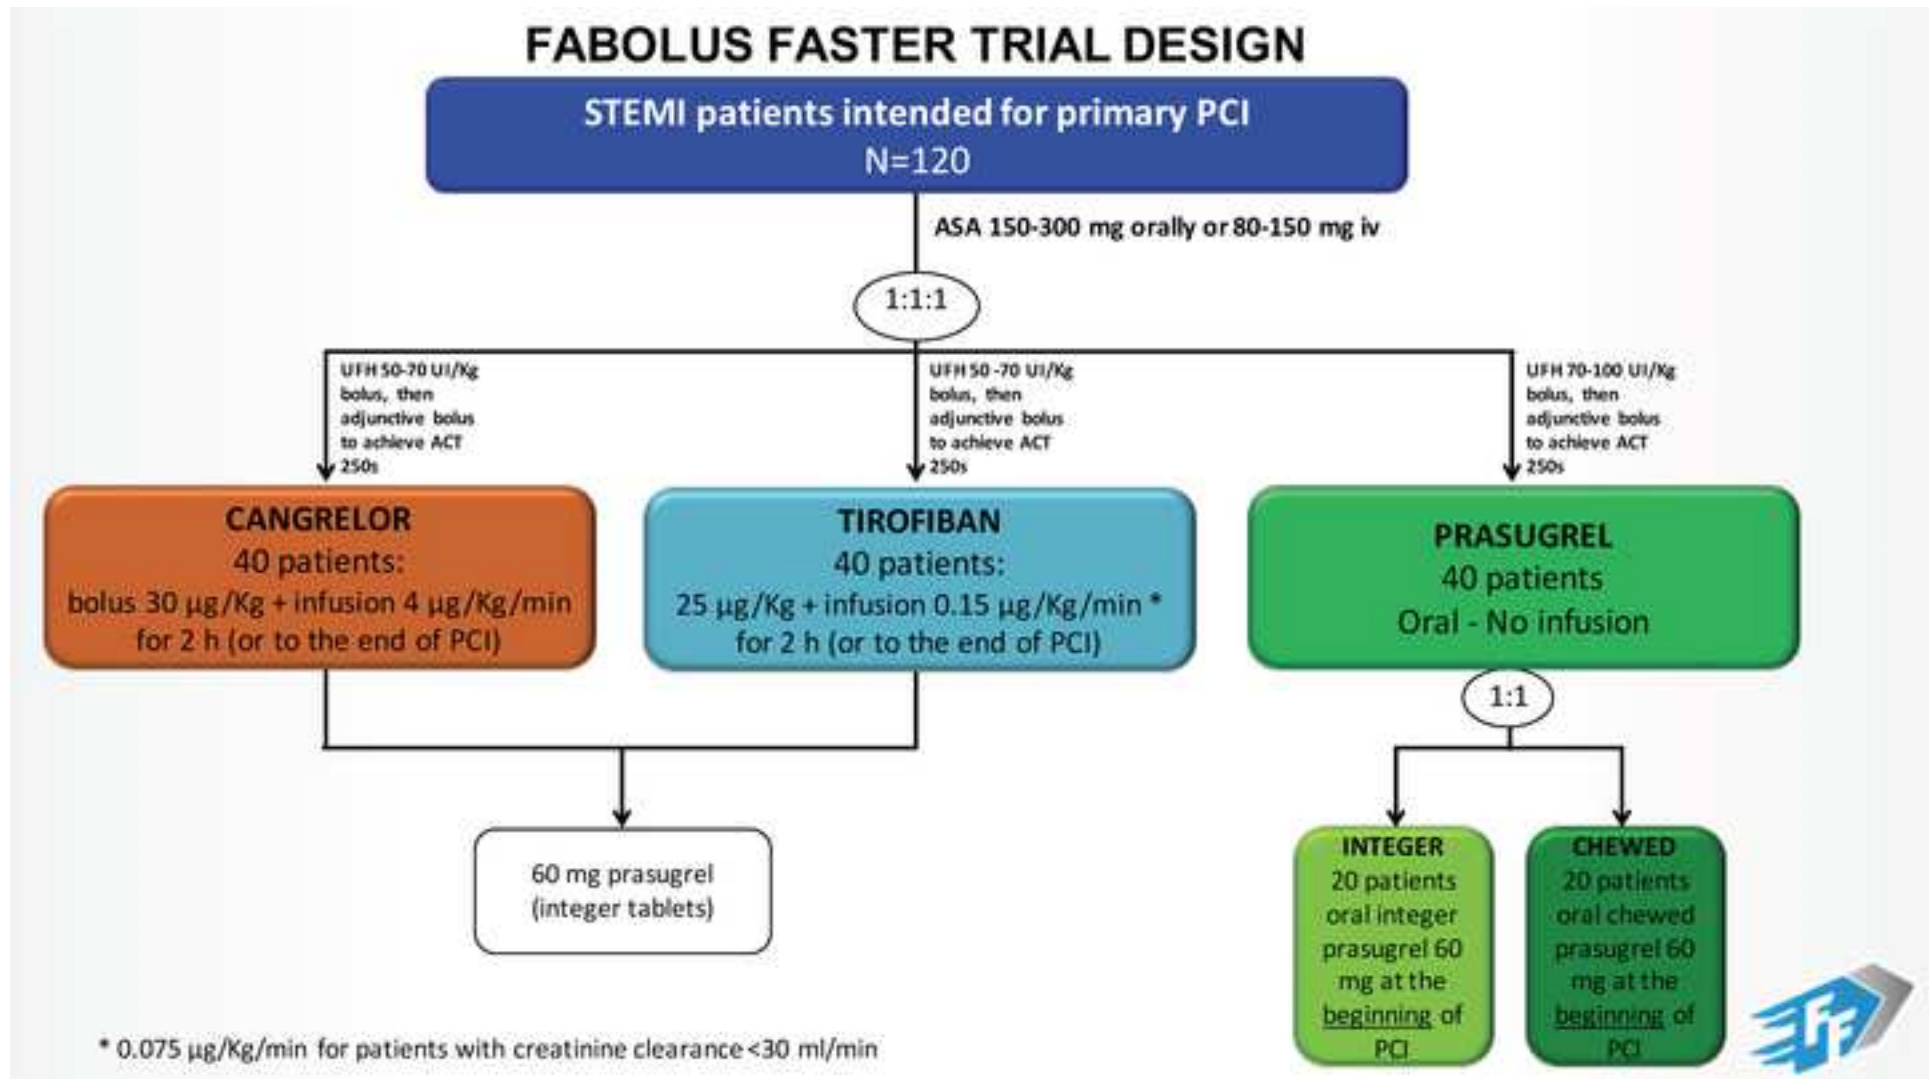 FABOLUS FASTER TRIAL DESIGN
STEMI patients intended for primary PCI
N=120
ASA 150-300 mg orally or 80-150 mg iv
1:1:1
UFH 50-70 UI/Kg
bolus, then
adjunctive bolus
to achieve ACT
250s
UFH 50 -70 UI/Kg
bolus, then
adjunctive bolus
to achieve ACT
250s
UFH 70-100 UI/Kg
bolus, then
adjunctive bolus
to achieve ACT
250s
CANGRELOR
40 patients:
bolus 30 µg/Kg + infusion 4 µg/Kg/min
for 2 h (or to the end of PCI)
TIROFIBAN
40 patients:
25 µg/Kg + infusion 0.15 µg/Kg/min *
for 2 h (or to the end of PCI)
PRASUGREL
40 patients
Oral - No infusion
1:1
60 mg prasugrel
(integer tablets)
INTEGER
20 patients
oral integer
prasugrel 60
mg at the
beginning of
PCI
CHEWED
20 patients
oral chewed
prasugrel 60
mg at the
beginning of
PCI
* 0.075 µg/Kg/min for patients with creatinine clearance <30 ml/min
FF